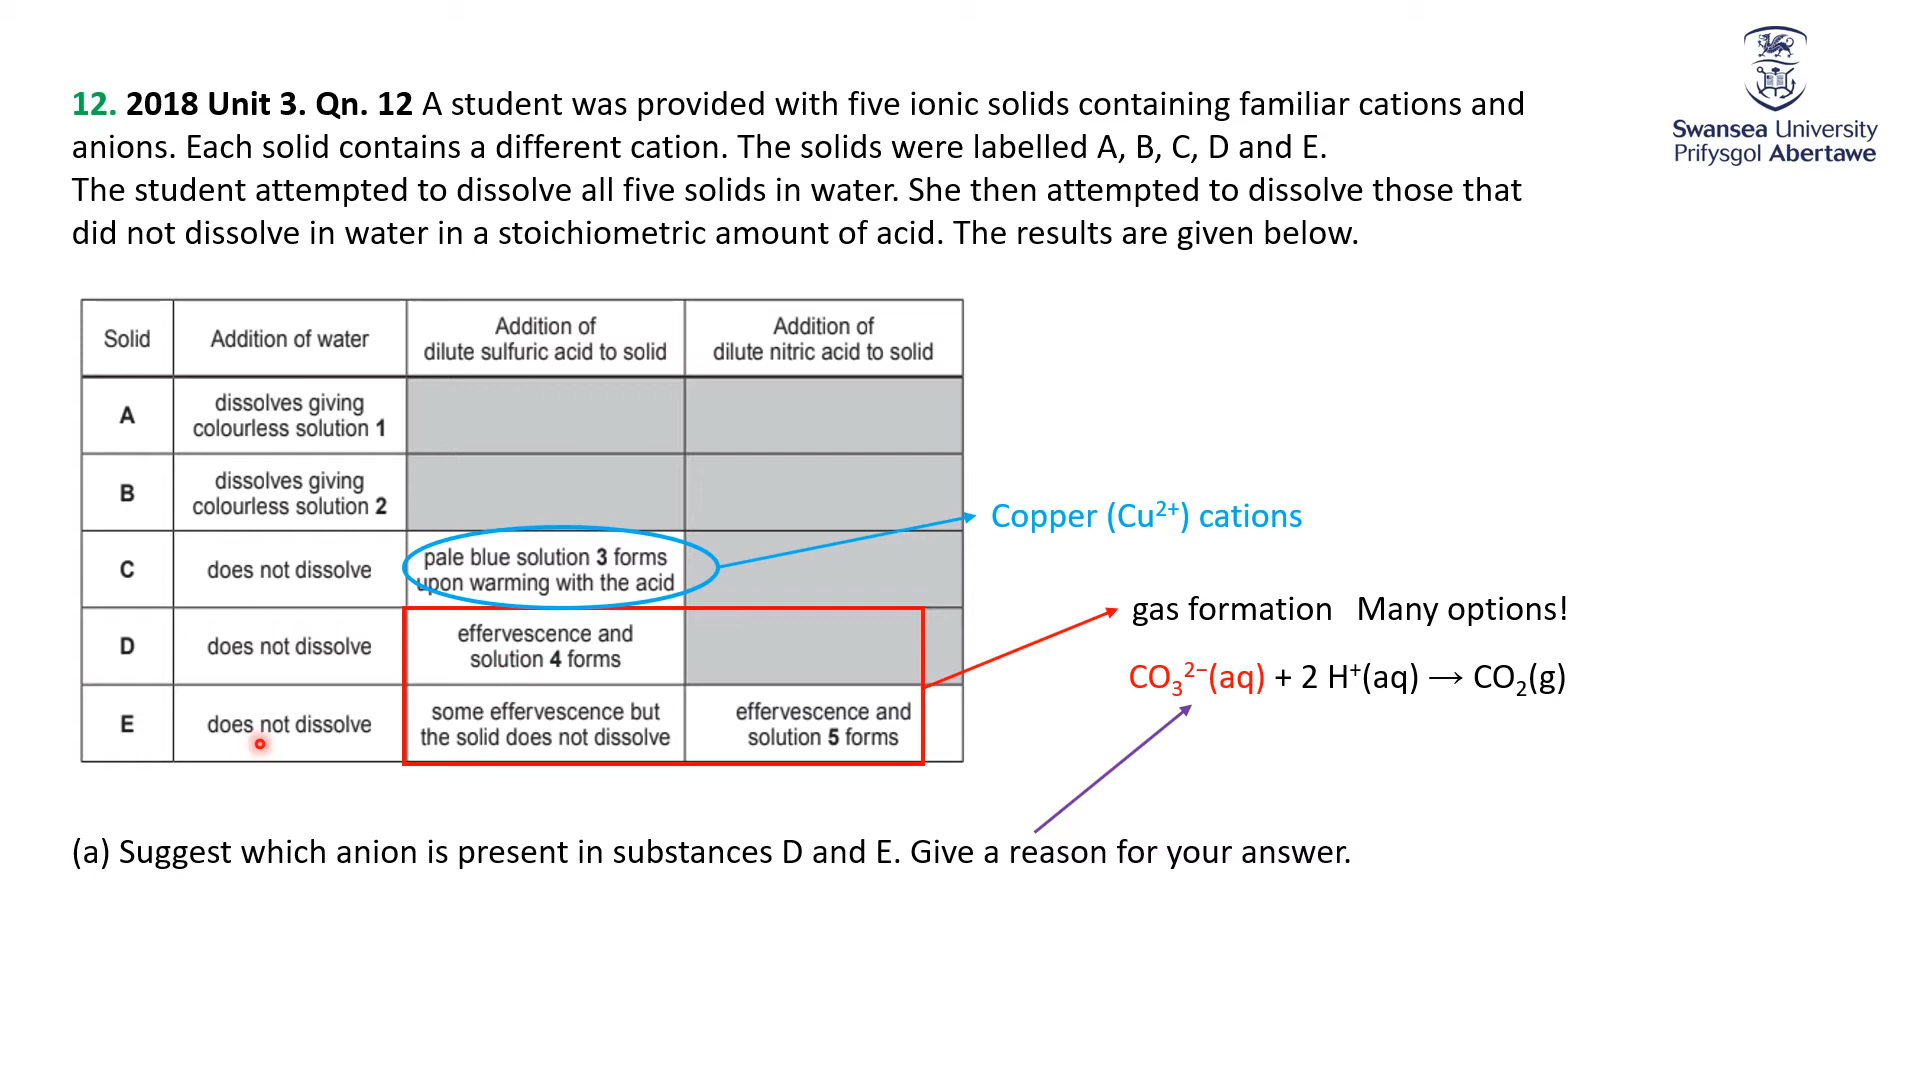 12. 2018 Unit 3. Qn. 12 A student was provided with five ionic solids containing familiar cations and
anions. Each solid contains a different cation. The solids were labelled A, B, C, D and E.
The student attempted to dissolve all five solids in water. She then attempted to dissolve those that
did not dissolve in water in a stoichiometric amount of acid. The results are given below.
Swansea University
Prifysgol Abertawe
Solid
Addition of water
Addition of
dilute sulfuric acid to solid
Addition of
dilute nitric acid to solid
A
dissolves giving
colourless solution 1
B
dissolves giving
colourless solution 2
C
does not dissolve
pale blue solution 3 forms
upon warming with the acid
Copper (Cu²⁺) cations
D
does not dissolve
effervescence and
solution 4 forms
E
does not dissolve
some effervescence but
the solid does not dissolve
effervescence and
solution 5 forms
gas formation Many options!
CO₃²⁻(aq) + 2 H⁺(aq) → CO₂(g)
(a) Suggest which anion is present in substances D and E. Give a reason for your answer.